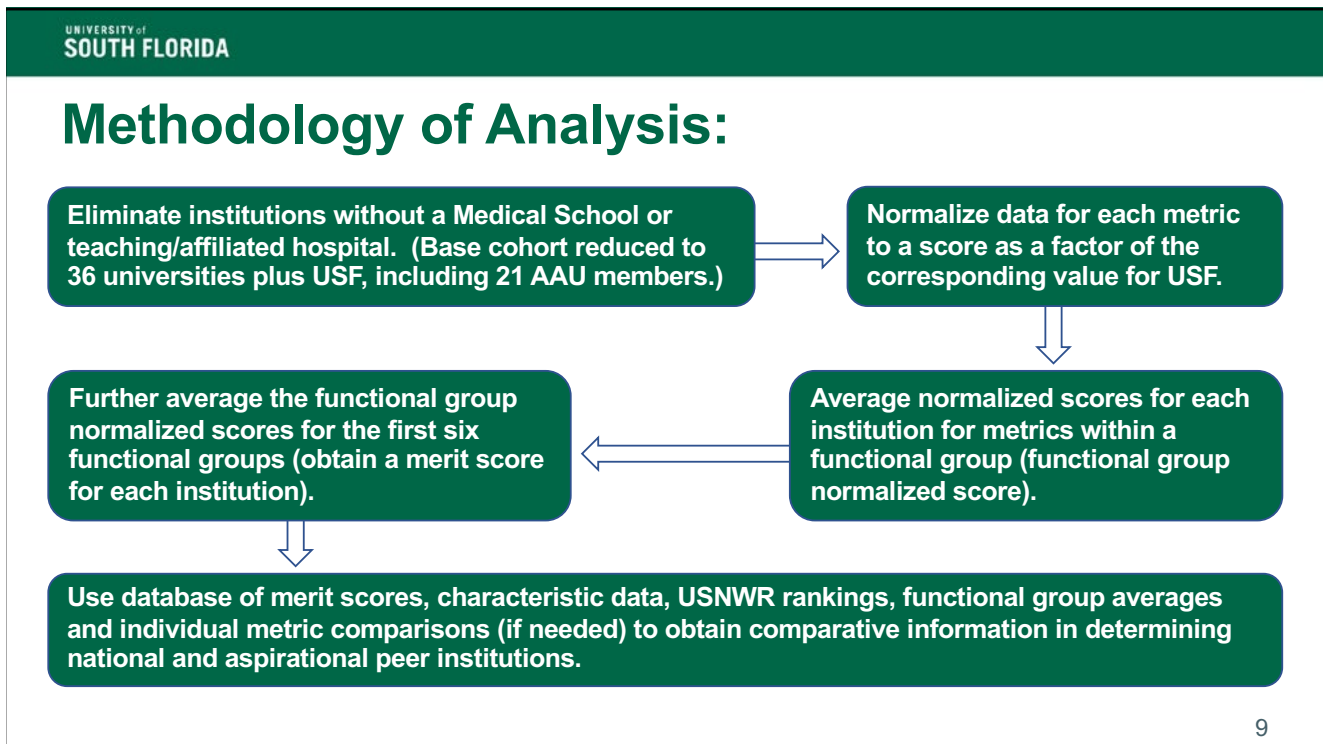 UNIVERSITY of
SOUTH FLORIDA
Methodology of Analysis:
Eliminate institutions without a Medical School or
teaching/affiliated hospital.  (Base cohort reduced to
36 universities plus USF, including 21 AAU members.)
Normalize data for each metric
to a score as a factor of the
corresponding value for USF.
Average normalized scores for each
institution for metrics within a
functional group (functional group
normalized score).
Further average the functional group
normalized scores for the first six
functional groups (obtain a merit score
for each institution).
Use database of merit scores, characteristic data, USNWR rankings, functional group averages
and individual metric comparisons (if needed) to obtain comparative information in determining
national and aspirational peer institutions.
9